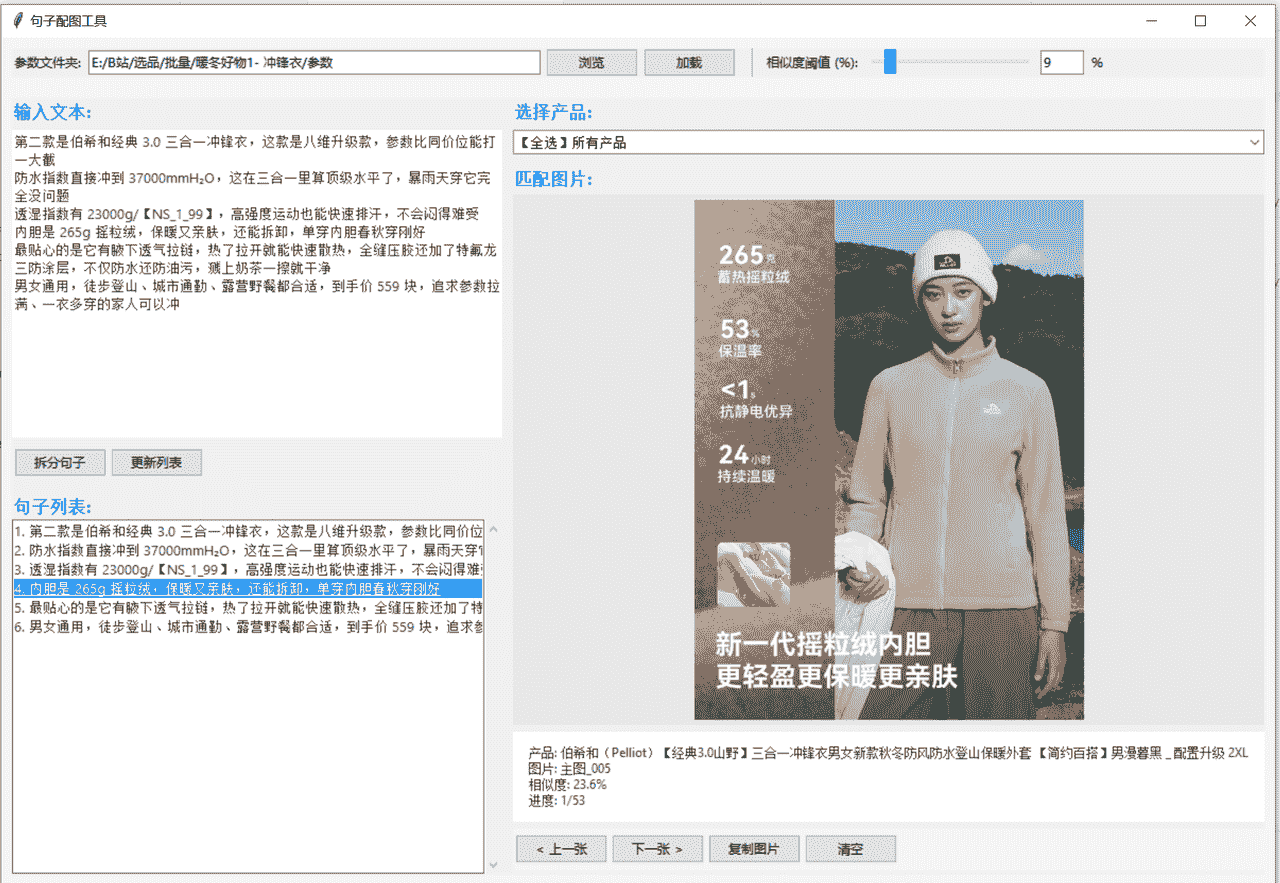 句子配图工具
参数文件夹: E:/B站/选品/批量/暖冬好物1- 冲锋衣/参数 浏览 加载 相似度阈值 (%): 9 %
输入文本:
第二款是伯希和经典 3.0 三合一冲锋衣，这款是八维升级款，参数比同价位能打
一大截
防水指数直接冲到 37000mmH₂O，这在三合一里算顶级水平了，暴雨天穿它完
全没问题
透湿指数有 23000g/【NS_1_99】，高强度运动也能快速排汗，不会闷得难受
内胆是 265g 摇粒绒，保暖又亲肤，还能拆卸，单穿内胆春秋穿刚好
最贴心的是它有腋下透气拉链，热了拉开就能快速散热，全缝压胶还加了特氟龙
三防涂层，不仅防水还防油污，溅上奶茶一擦就干净
男女通用，徒步登山、城市通勤、露营野餐都合适，到手价 559 块，追求参数拉
满、一衣多穿的家人可以冲
拆分句子 更新列表
句子列表:
1. 第二款是伯希和经典 3.0 三合一冲锋衣，这款是八维升级款，参数比同价位
2. 防水指数直接冲到 37000mmH₂O，这在三合一里算顶级水平了，暴雨天穿
3. 透湿指数有 23000g/【NS_1_99】，高强度运动也能快速排汗，不会闷得难
4. 内胆是 265g 摇粒绒，保暖又亲肤，还能拆卸，单穿内胆春秋穿刚好
5. 最贴心的是它有腋下透气拉链，热了拉开就能快速散热，全缝压胶还加了特
6. 男女通用，徒步登山、城市通勤、露营野餐都合适，到手价 559 块，追求参
选择产品:
【全选】所有产品
匹配图片:
265克
蓄热摇粒绒
53%
保温率
<1s
抗静电优异
24小时
持续温暖
新一代摇粒绒内胆
更轻盈更保暖更亲肤
产品: 伯希和（Pelliot）【经典3.0山野】三合一冲锋衣男女新款秋冬防风防水登山保暖外套 【简约百搭】男漫暮黑 _ 配置升级 2XL
图片: 主图_005
相似度: 23.6%
进度: 1/53
< 上一张 下一张 > 复制图片 清空